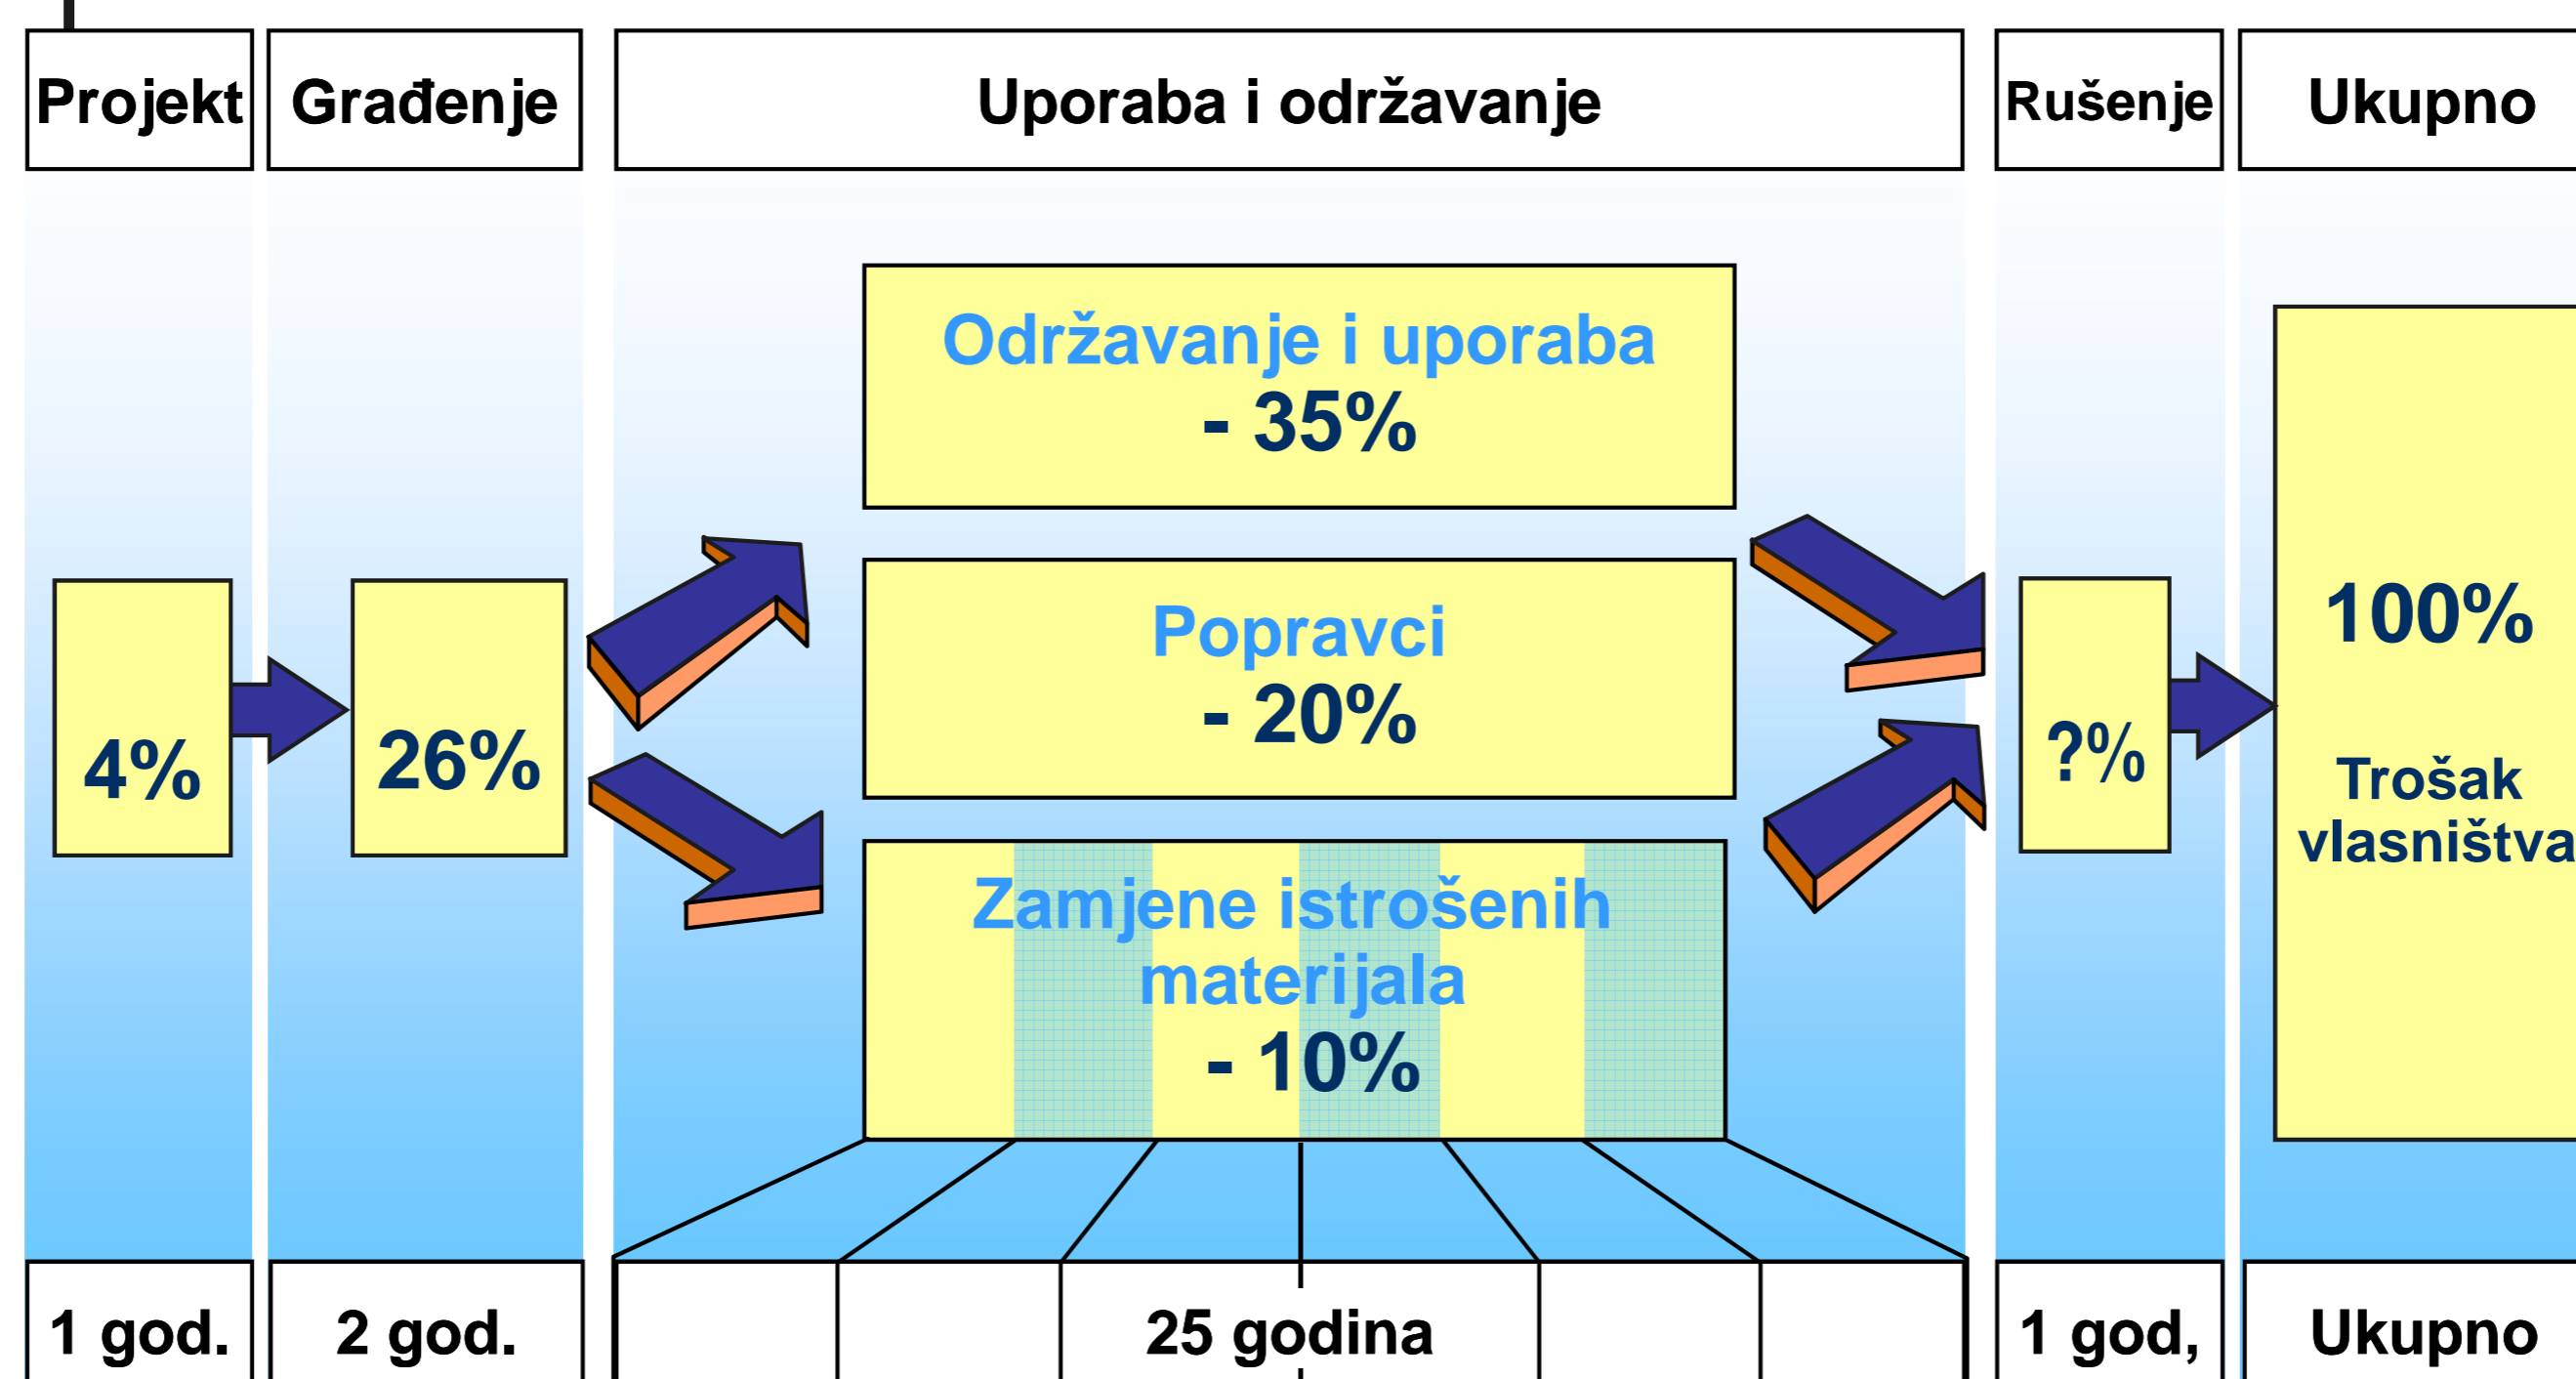 Projekt
Građenje
Uporaba i održavanje
Rušenje
Ukupno
Održavanje i uporaba
- 35%
Popravci
- 20%
Zamjene istrošenih
materijala
- 10%
4%
26%
?%
100%
Trošak
vlasništva
1 god.
2 god.
25 godina
1 god,
Ukupno